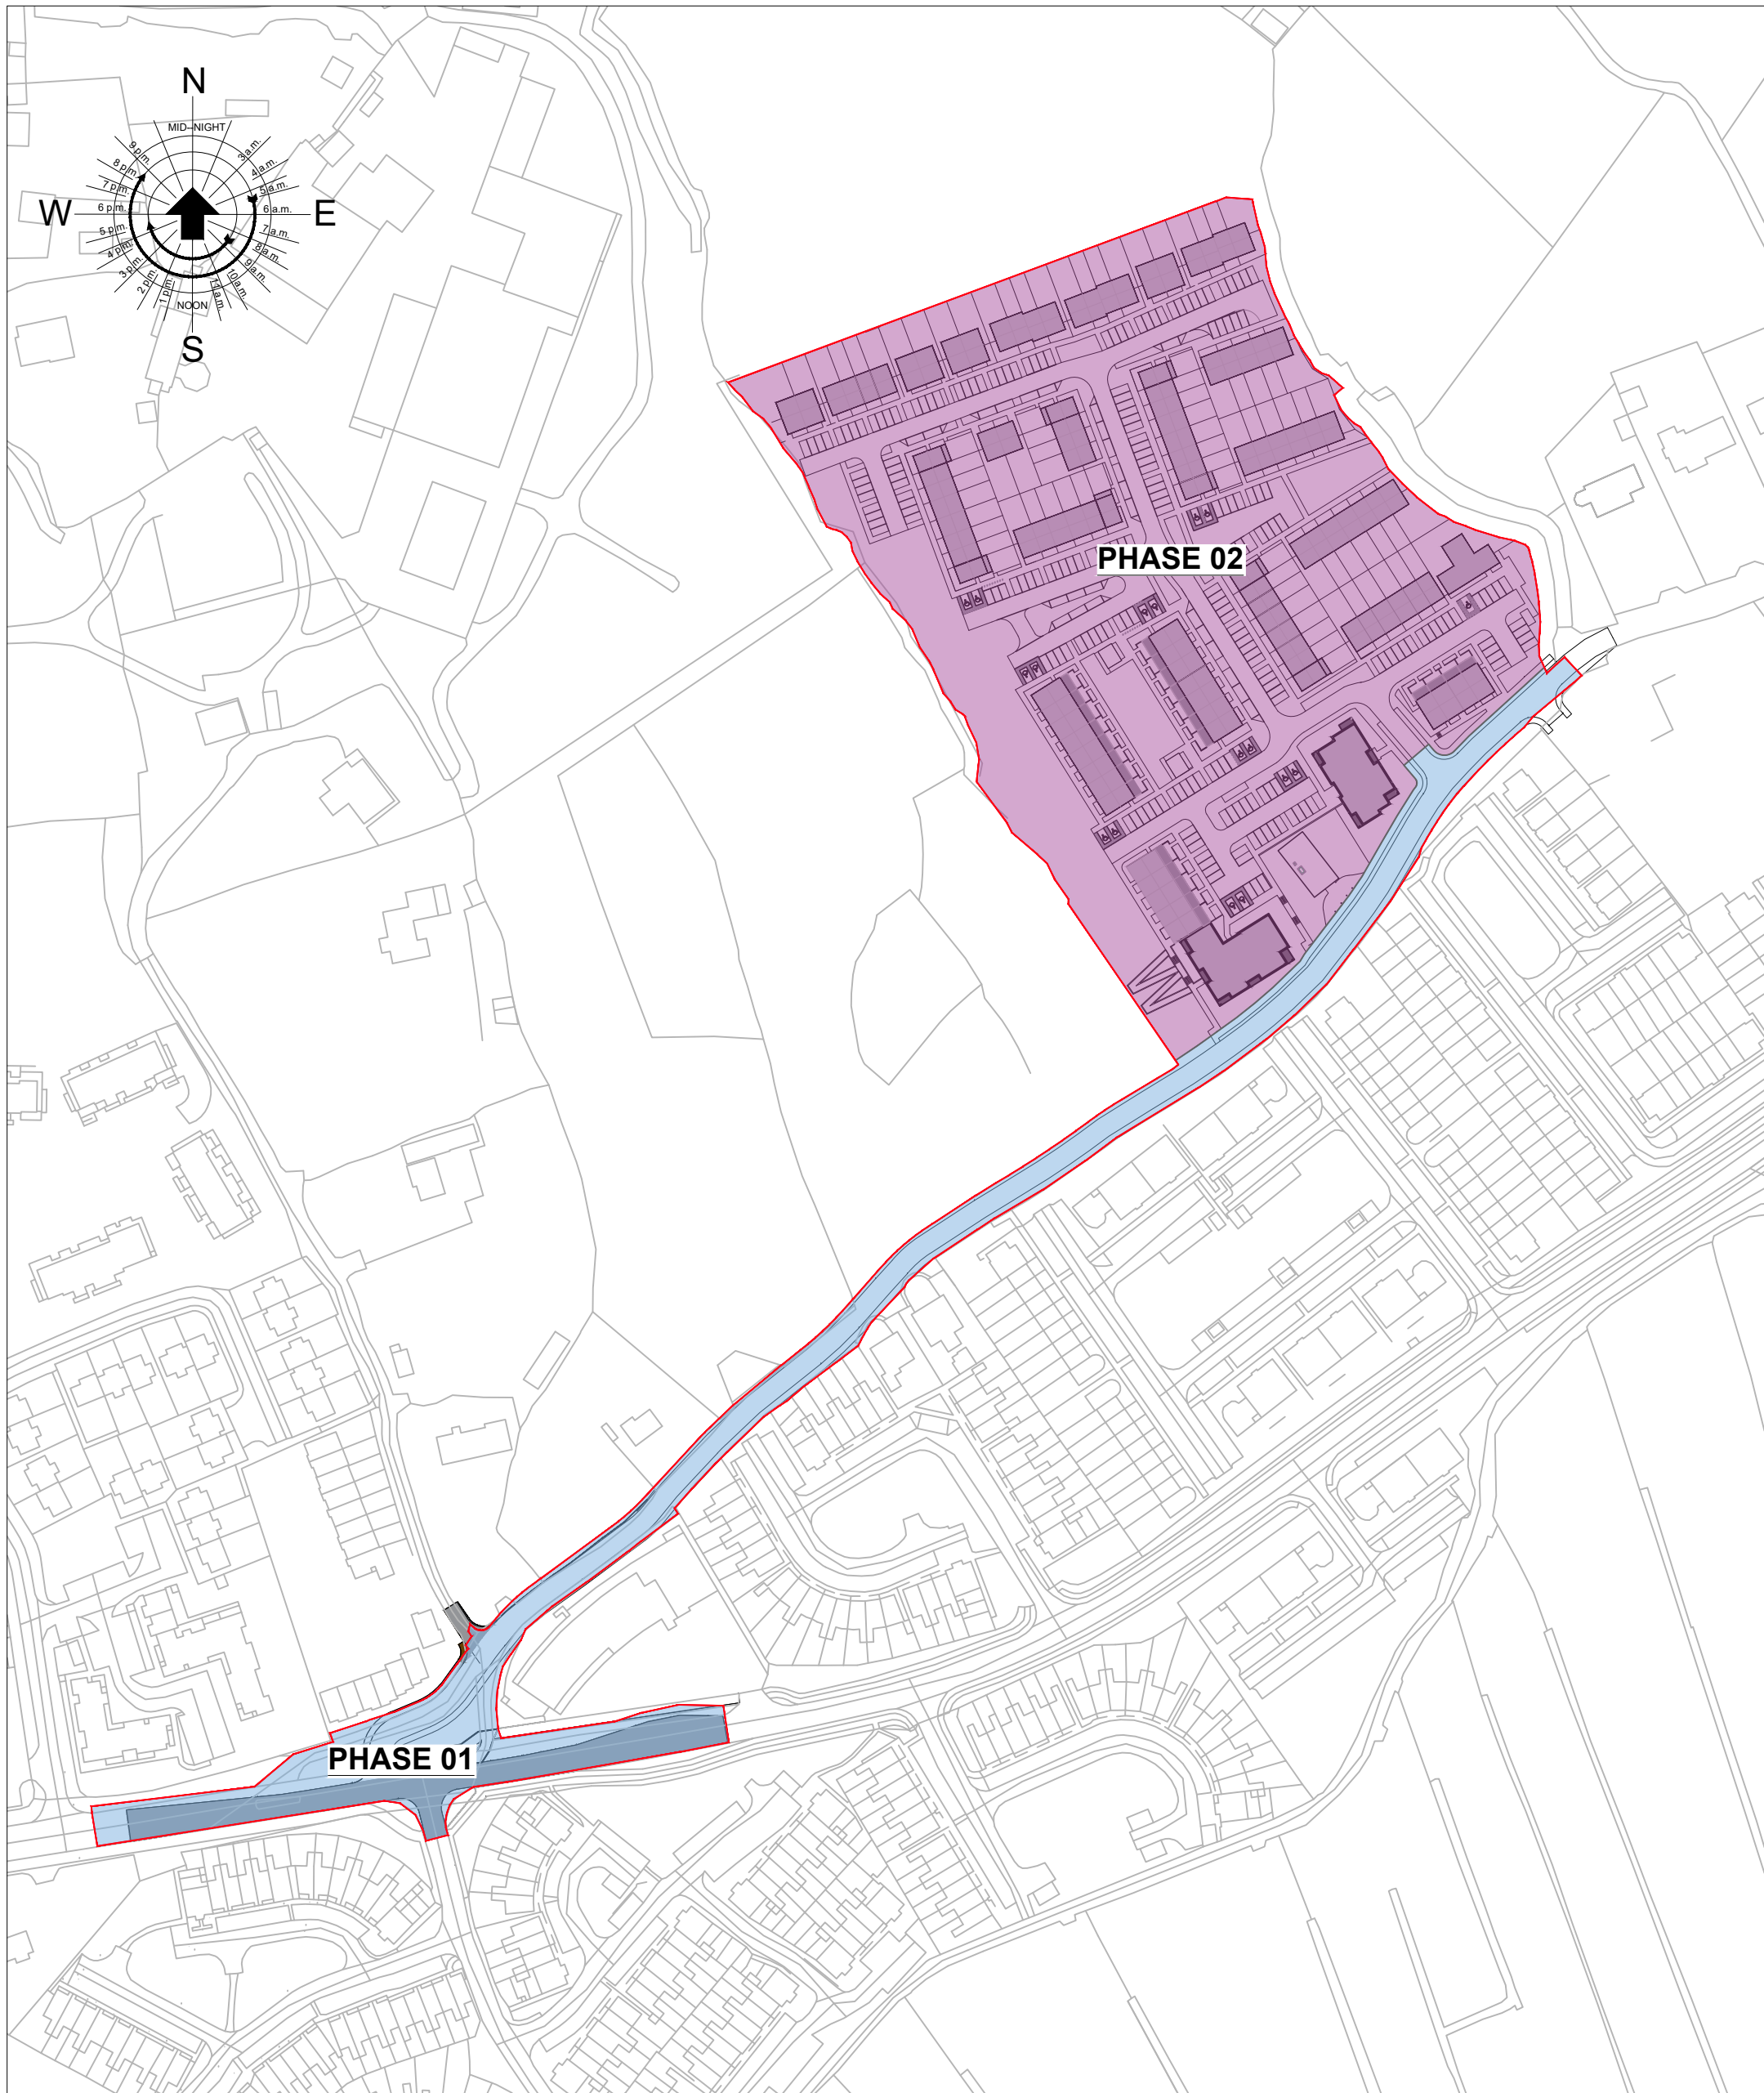 N
MID-NIGHT
9 p.m.
3 a.m.
8 p.m.
4 a.m.
7 p.m.
5 a.m.
W
6 p.m.
6 a.m.
E
5 p.m.
7 a.m.
4 p.m.
8 a.m.
3 p.m.
9 a.m.
2 p.m.
10 a.m.
1 p.m.
11 a.m.
NOON
S
PHASE 02
PHASE 01